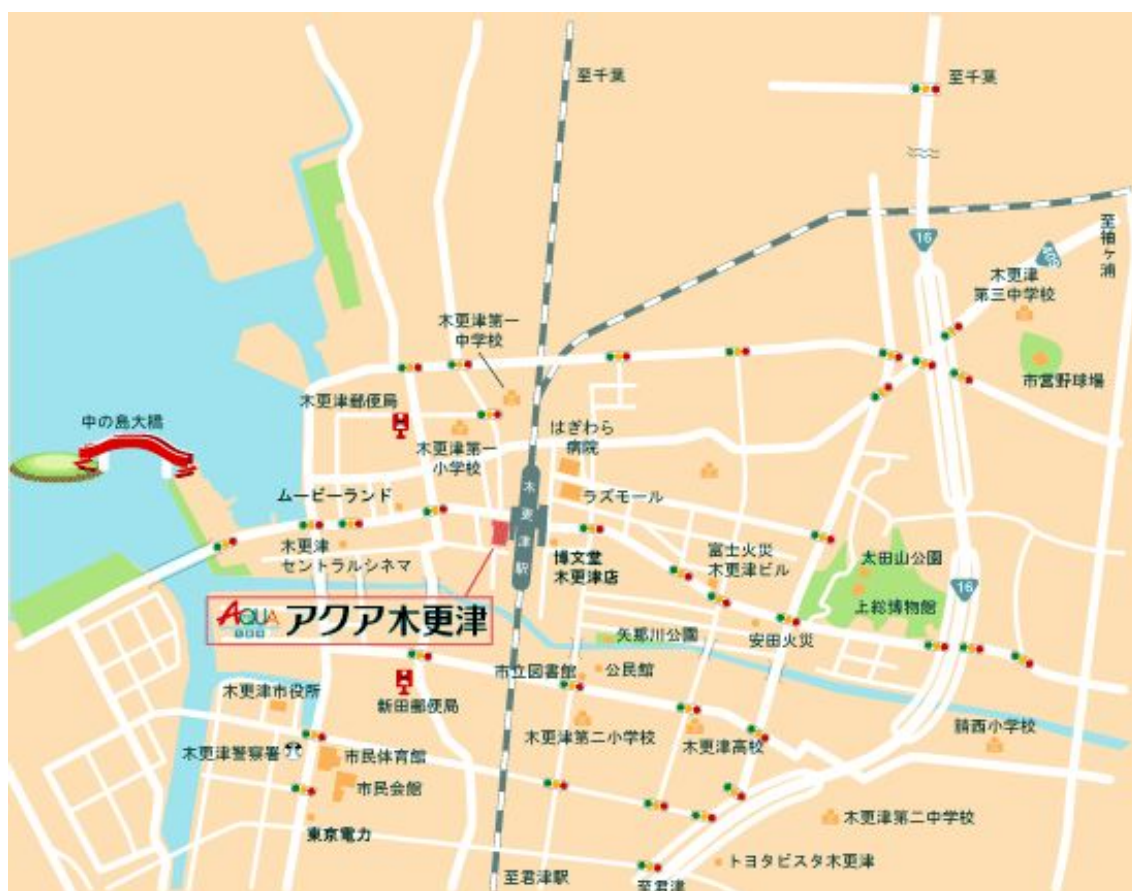 至千葉
至千葉
16
至袖ヶ浦
木更津
第三中学校
木更津第一
中学校
市営野球場
木更津郵便局
中の島大橋
はぎわら
病院
木更津第一
小学校
木更津駅
ムービーランド
ラズモール
木更津
セントラルシネマ
博文堂
木更津店
富士火災
木更津ビル
太田山公園
16
上総博物館
AQUA アクア木更津
矢那川公園
安田火災
市立図書館
公民館
木更津市役所
新田郵便局
木更津第二小学校
木更津高校
請西小学校
木更津警察署
市民体育館
市民会館
木更津第二中学校
東京電力
トヨタビスタ木更津
至君津駅
至君津